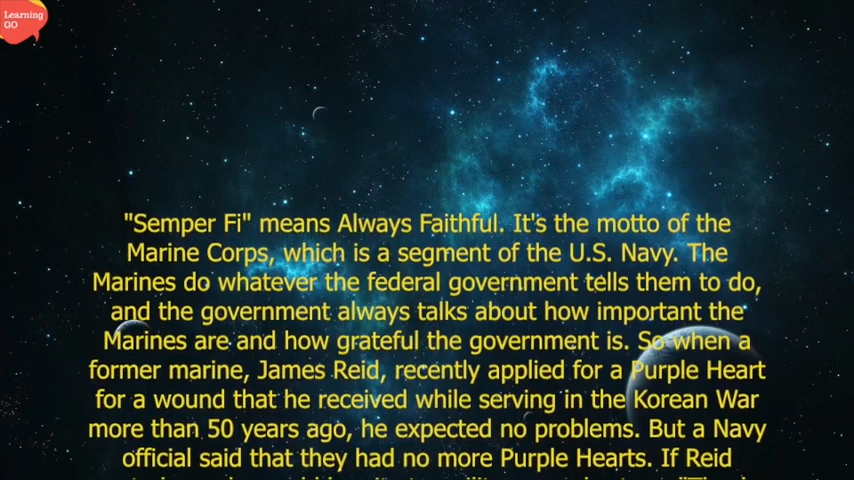 Learning
GO
"Semper Fi" means Always Faithful. It's the motto of the
Marine Corps, which is a segment of the U.S. Navy. The
Marines do whatever the federal government tells them to do,
and the government always talks about how important the
Marines are and how grateful the government is. So when a
former marine, James Reid, recently applied for a Purple Heart
for a wound that he received while serving in the Korean War
more than 50 years ago, he expected no problems. But a Navy
official said that they had no more Purple Hearts. If Reid